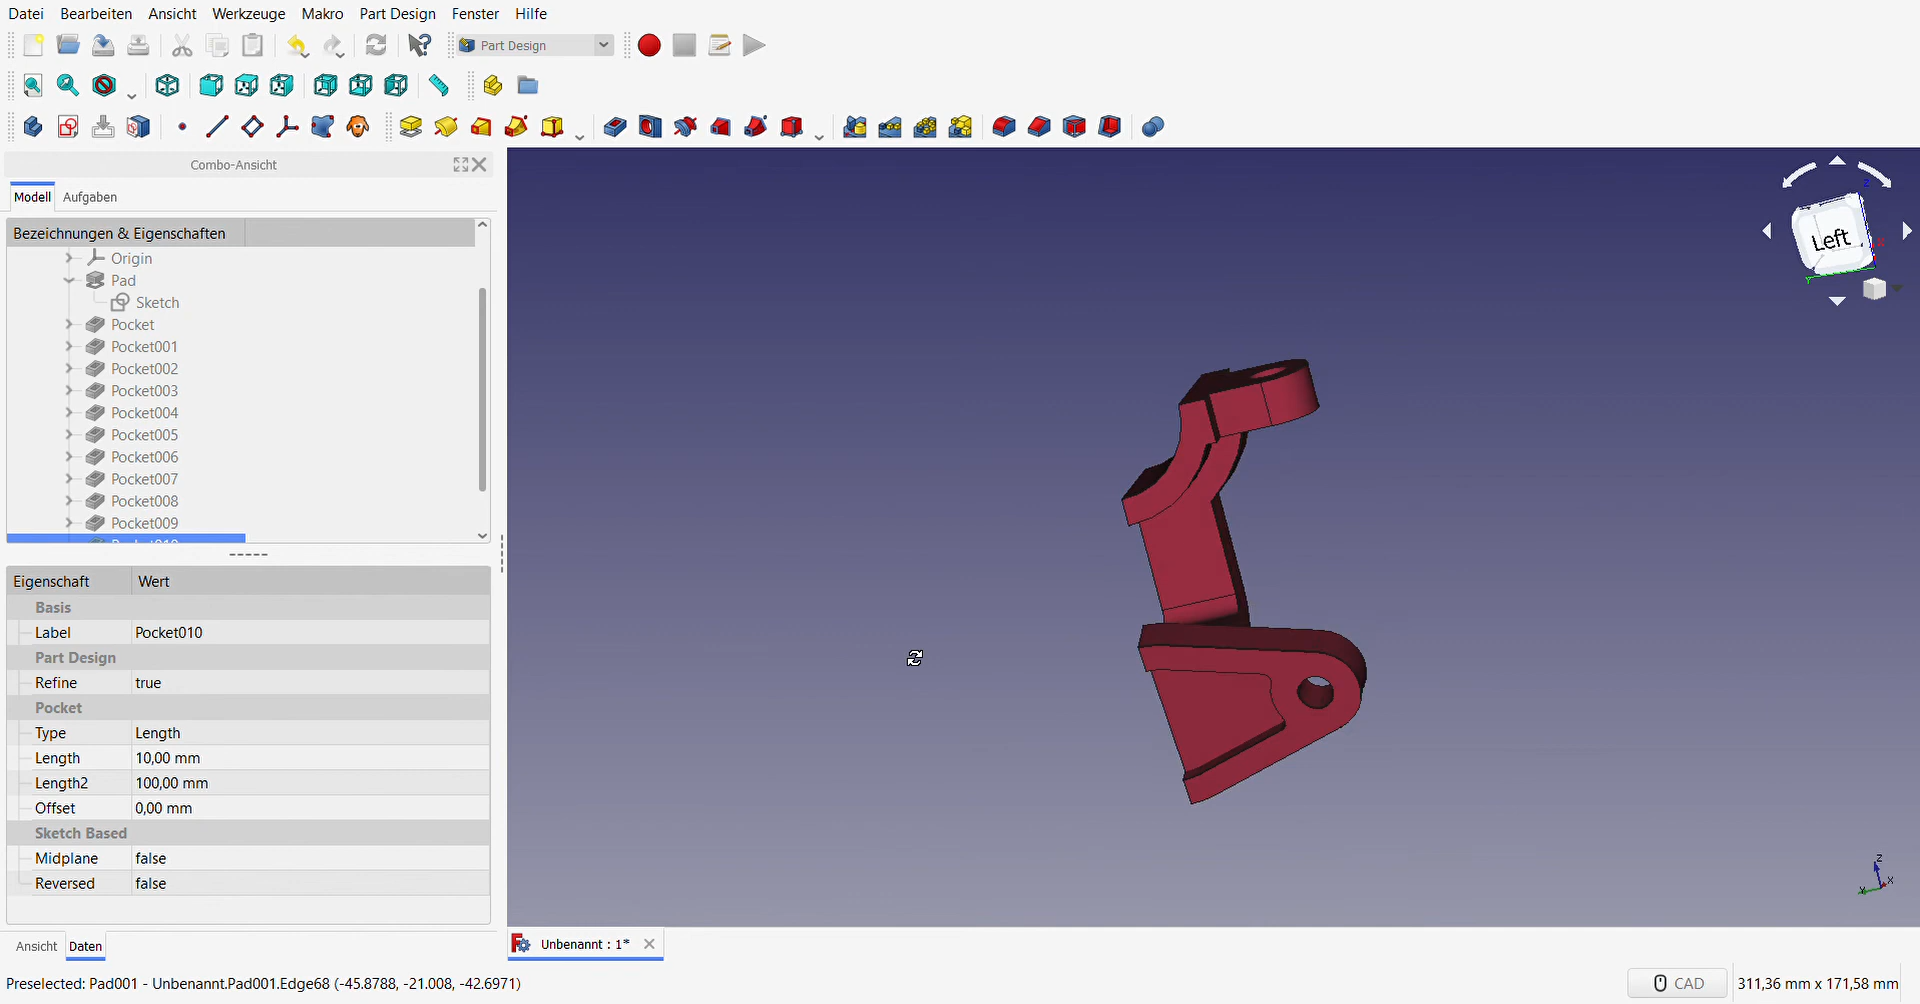 Datei Bearbeiten Ansicht Werkzeuge Makro Part Design Fenster Hilfe
Part Design
Combo-Ansicht
Modell Aufgaben
Bezeichnungen & Eigenschaften
Origin
Pad
Sketch
Pocket
Pocket001
Pocket002
Pocket003
Pocket004
Pocket005
Pocket006
Pocket007
Pocket008
Pocket009
Pocket010
Eigenschaft Wert
Basis
Label Pocket010
Part Design
Refine true
Pocket
Type Length
Length 10,00 mm
Length2 100,00 mm
Offset 0,00 mm
Sketch Based
Midplane false
Reversed false
Ansicht Daten
Left
Z
X
Y
Z
X
Y
Unbenannt : 1*
Preselected: Pad001 - Unbenannt.Pad001.Edge68 (-45.8788, -21.008, -42.6971)
CAD
311,36 mm x 171,58 mm